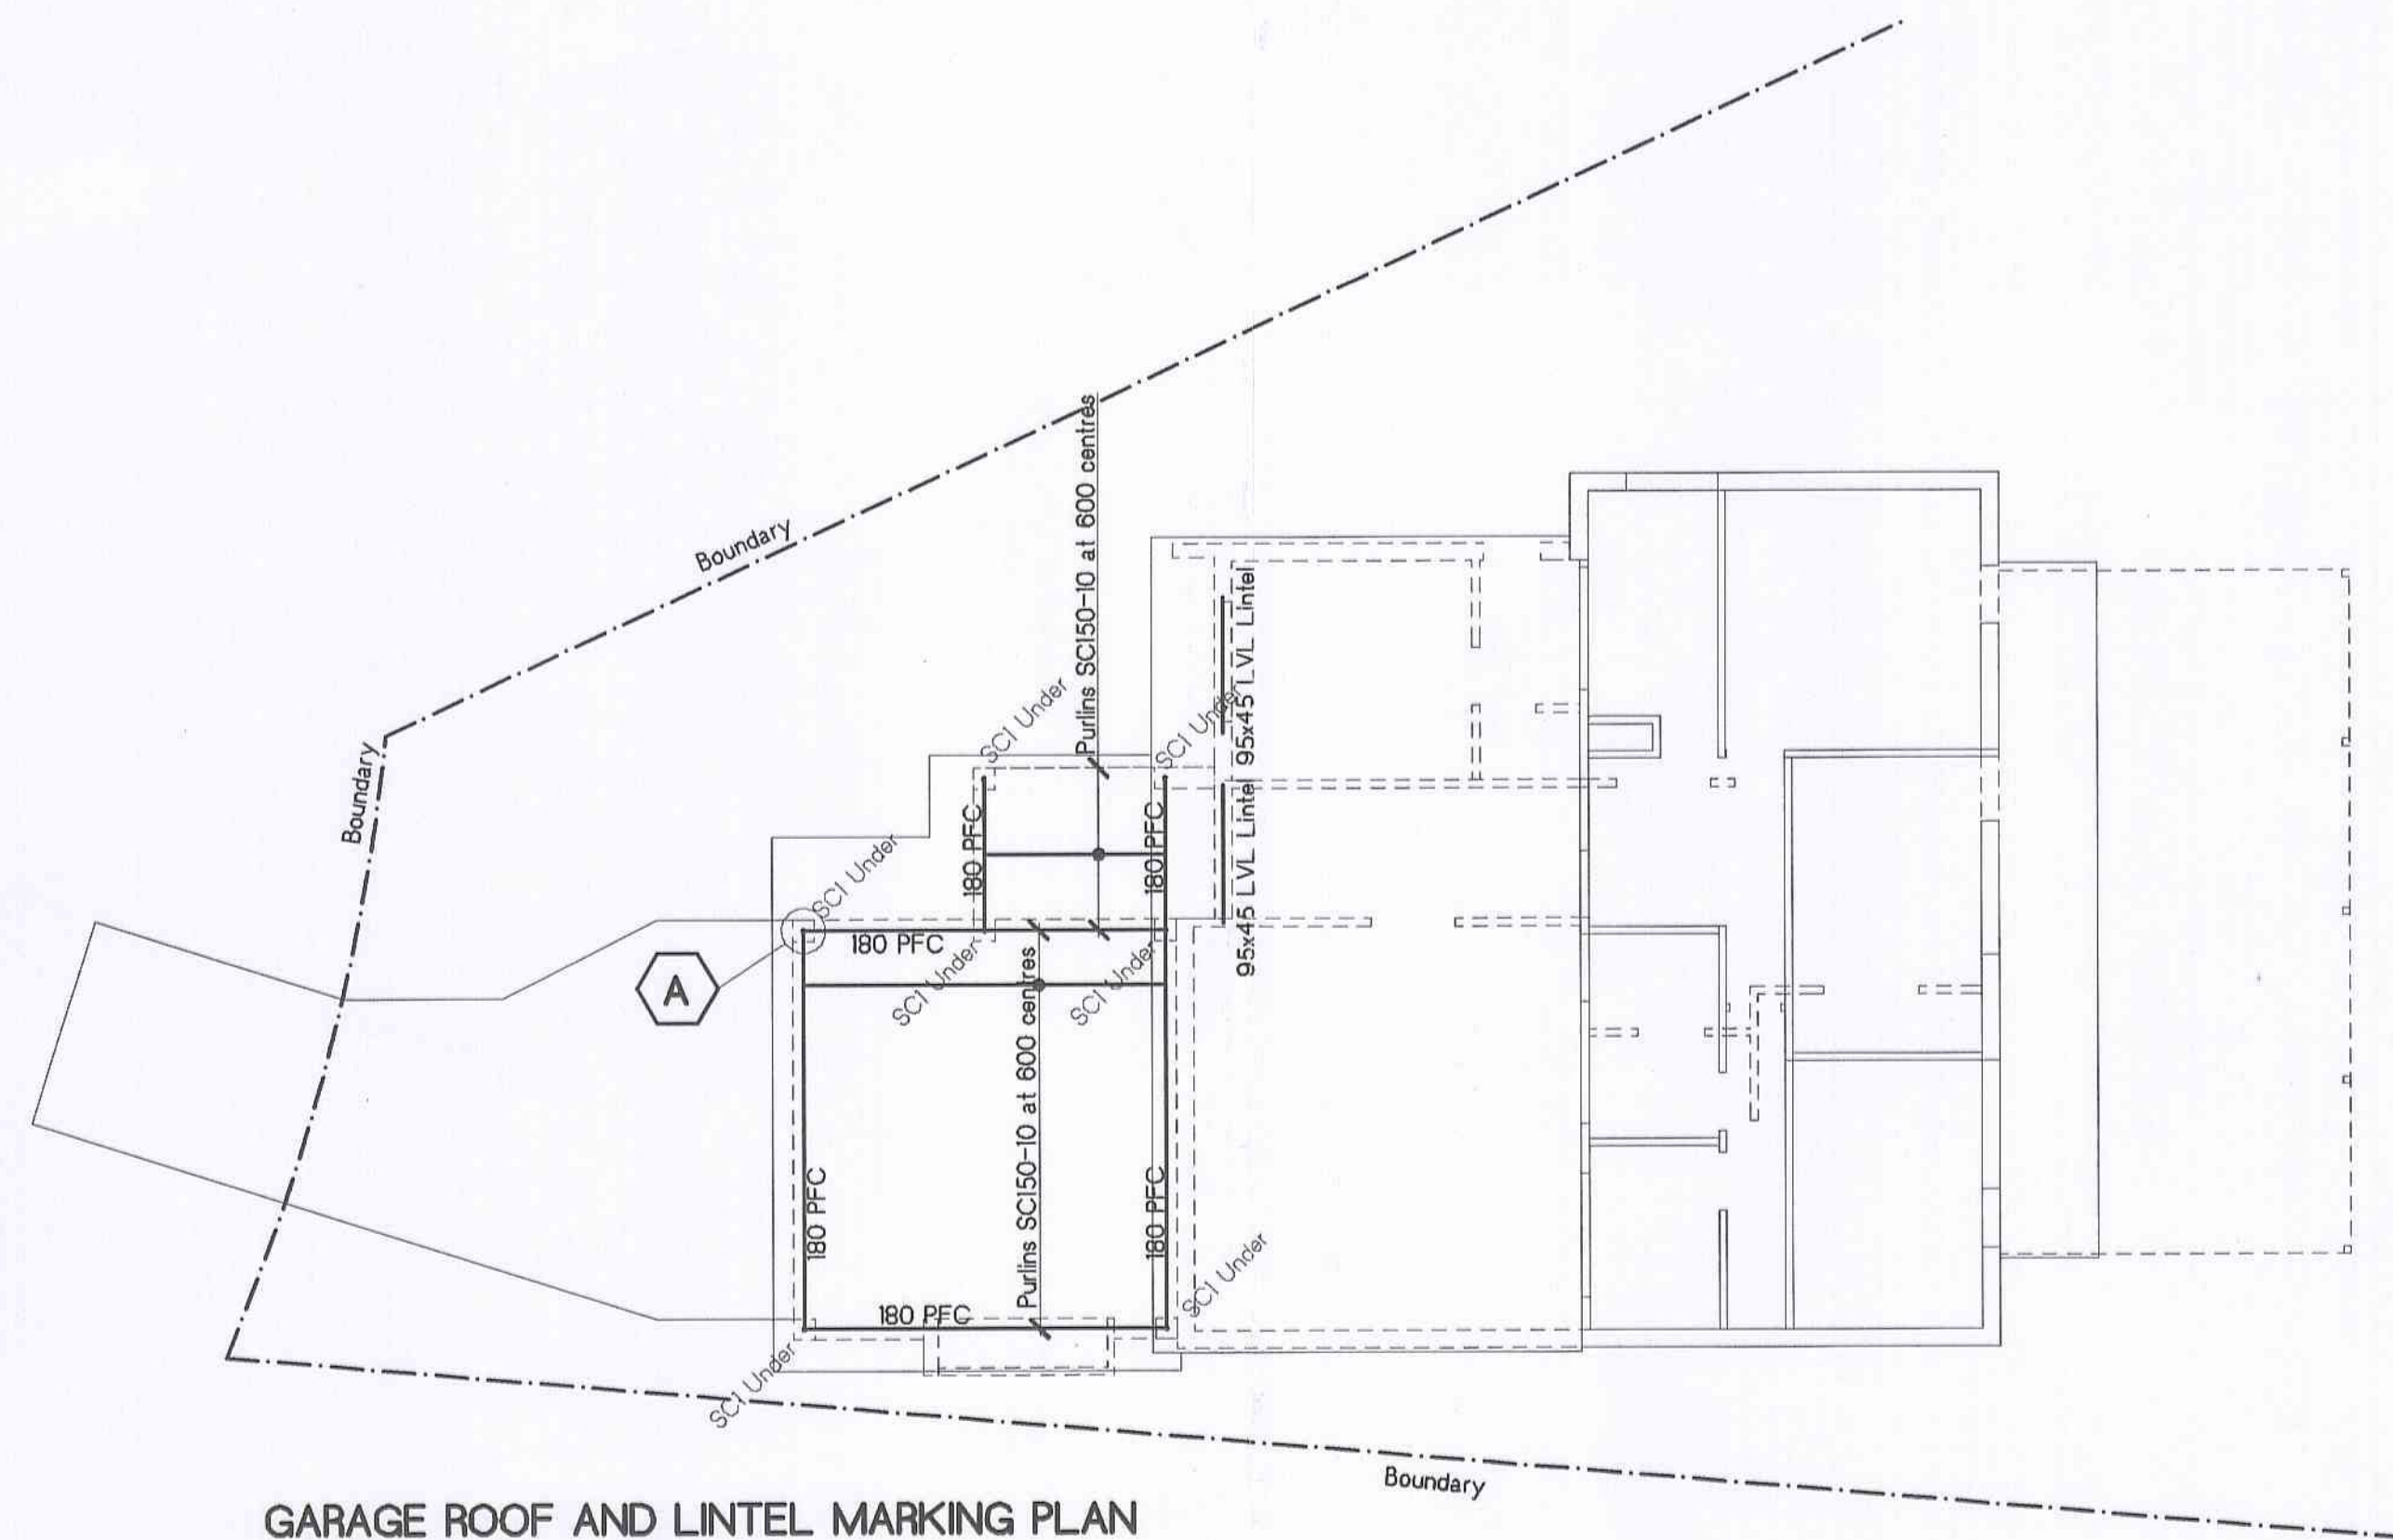 Purlins SC150-10 at 600 centres
Boundary
95x45 LVL Lintel
SC1 Under
SC1 Under
Boundary
180 PFC
180 PFC
95x45 LVL Lintel
SC1 Under
180 PFC
A
SC1 Under
SC1 Under
Purlins SC150-10 at 600 centres
180 PFC
180 PFC
SC1 Under
180 PFC
SC1 Under
Boundary
GARAGE ROOF AND LINTEL MARKING PLAN